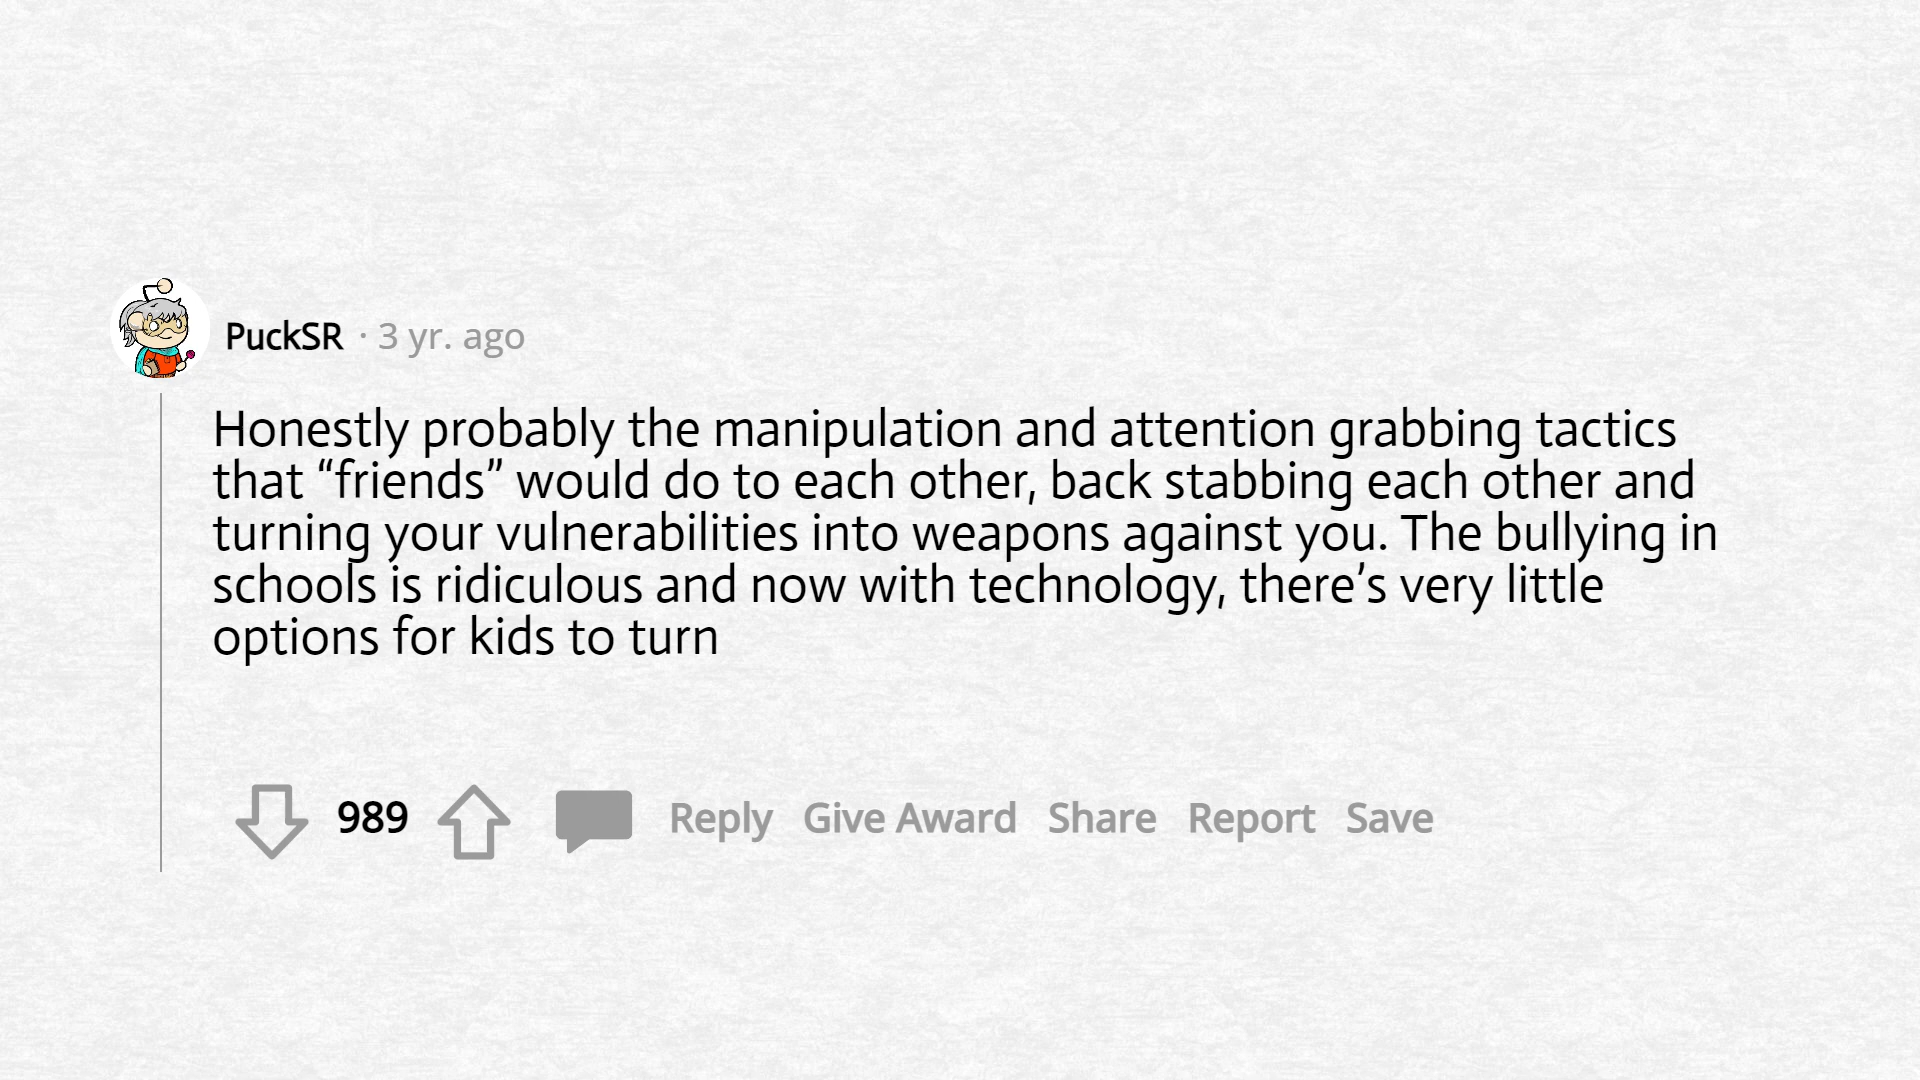 PuckSR · 3 yr. ago
Honestly probably the manipulation and attention grabbing tactics
that “friends” would do to each other, back stabbing each other and
turning your vulnerabilities into weapons against you. The bullying in
schools is ridiculous and now with technology, there’s very little
options for kids to turn
989 Reply Give Award Share Report Save